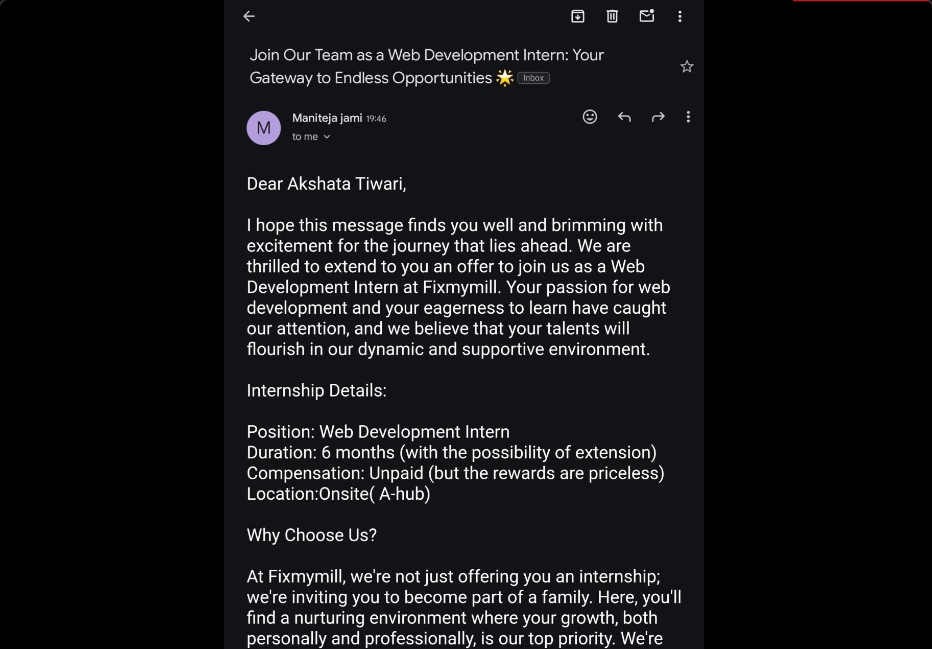 Join Our Team as a Web Development Intern: Your
Gateway to Endless Opportunities 🌟 Inbox
M
Maniteja jami 19:46
to me
Dear Akshata Tiwari,
I hope this message finds you well and brimming with
excitement for the journey that lies ahead. We are
thrilled to extend to you an offer to join us as a Web
Development Intern at Fixmymill. Your passion for web
development and your eagerness to learn have caught
our attention, and we believe that your talents will
flourish in our dynamic and supportive environment.
Internship Details:
Position: Web Development Intern
Duration: 6 months (with the possibility of extension)
Compensation: Unpaid (but the rewards are priceless)
Location:Onsite( A-hub)
Why Choose Us?
At Fixmymill, we're not just offering you an internship;
we're inviting you to become part of a family. Here, you'll
find a nurturing environment where your growth, both
personally and professionally, is our top priority. We're